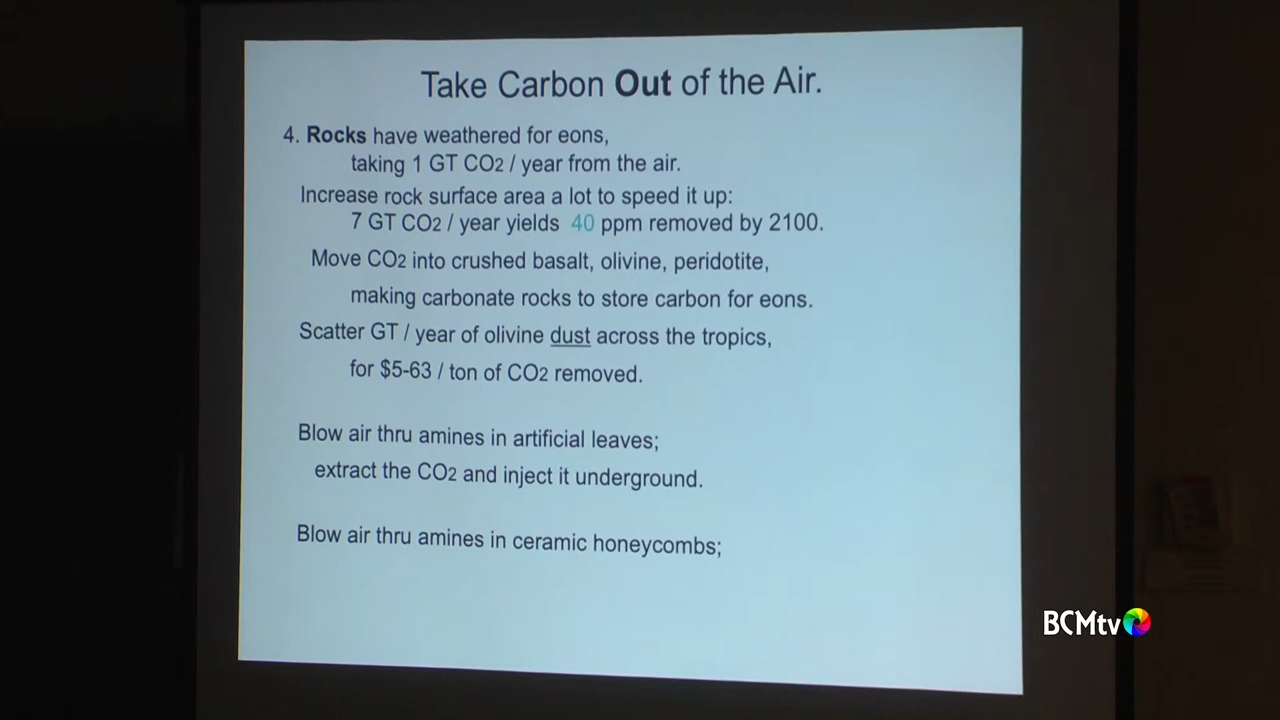 Take Carbon Out of the Air.
4. Rocks have weathered for eons,
taking 1 GT CO2 / year from the air.
Increase rock surface area a lot to speed it up:
7 GT CO2 / year yields 40 ppm removed by 2100.
Move CO2 into crushed basalt, olivine, peridotite,
making carbonate rocks to store carbon for eons.
Scatter GT / year of olivine dust across the tropics,
for $5-63 / ton of CO2 removed.
Blow air thru amines in artificial leaves;
extract the CO2 and inject it underground.
Blow air thru amines in ceramic honeycombs;
BCMtv